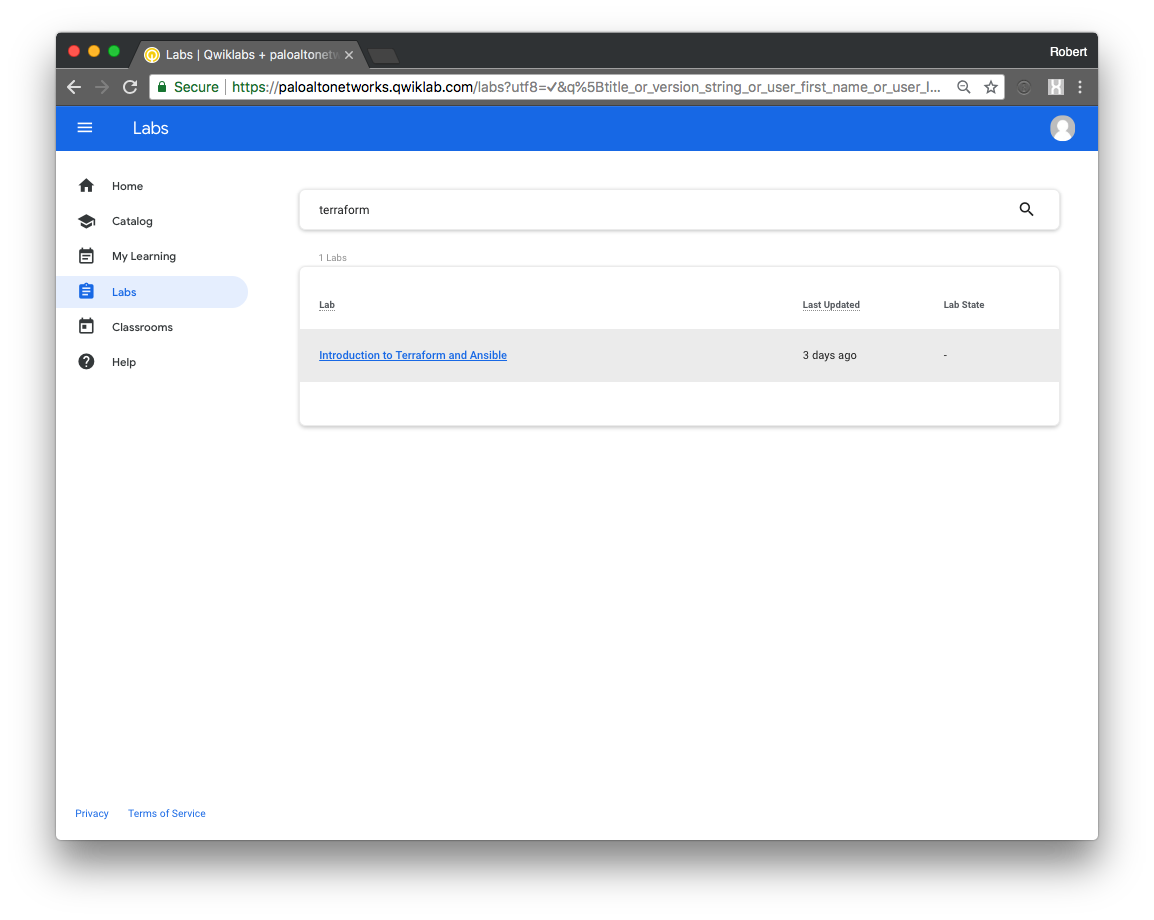 Labs | Qwiklabs + paloaltonetw
Robert
Secure
https://paloaltonetworks.qwiklab.com/labs?utf8=✓&q%5Btitle_or_version_string_or_user_first_name_or_user_l...
Labs
Home
Catalog
My Learning
Labs
Classrooms
Help
terraform
1 Labs
Lab Last Updated Lab State
Introduction to Terraform and Ansible 3 days ago -
Privacy Terms of Service